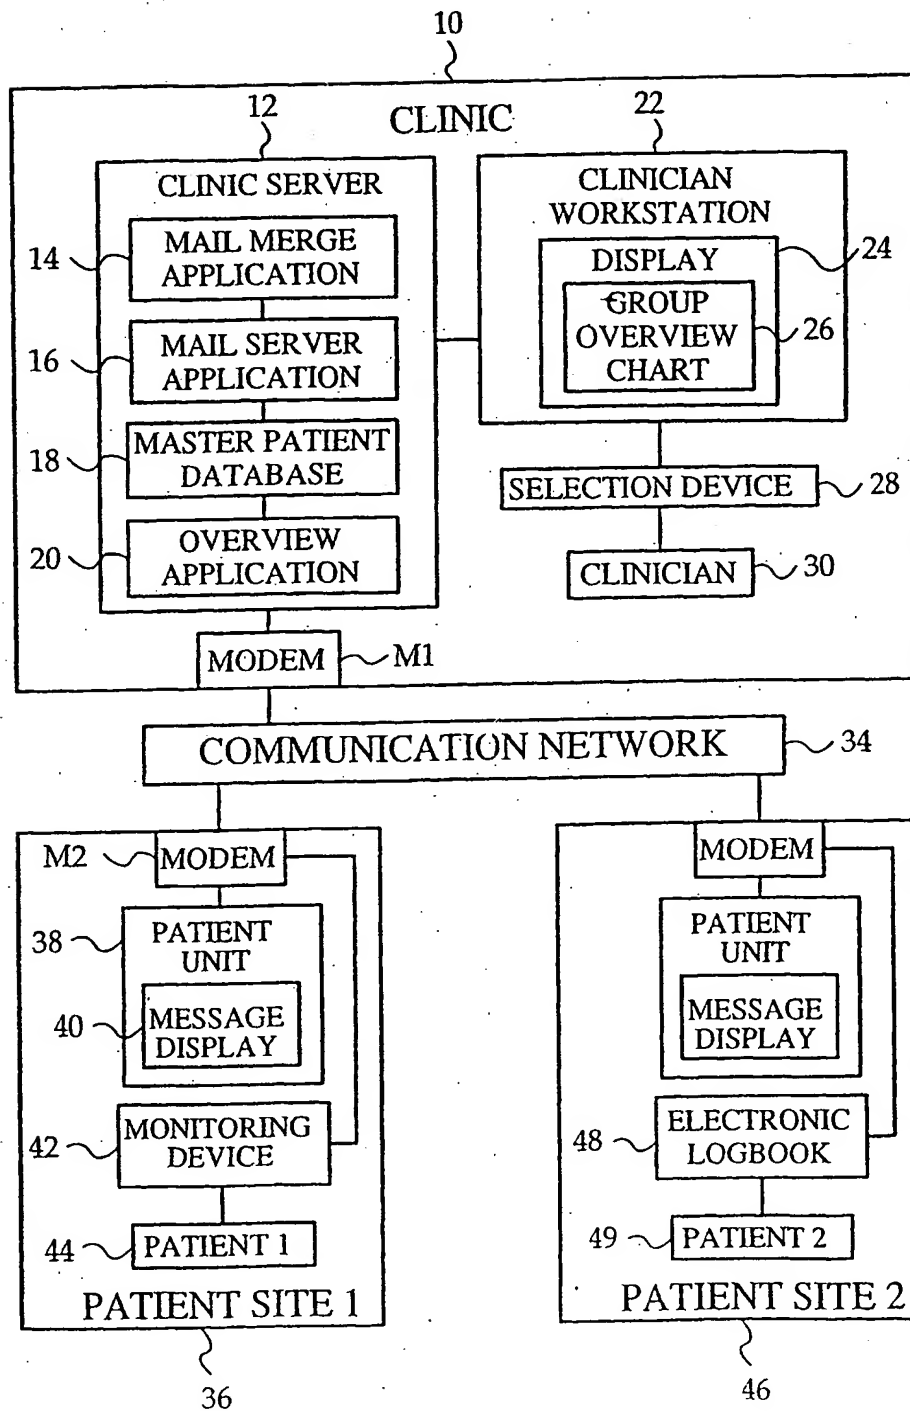 10
CLINIC
12
22
CLINIC SERVER
14
MAIL MERGE
APPLICATION
16
MAIL SERVER
APPLICATION
18
MASTER PATIENT
DATABASE
20
OVERVIEW
APPLICATION
CLINICIAN
WORKSTATION
DISPLAY
24
GROUP
OVERVIEW
CHART
26
SELECTION DEVICE
28
CLINICIAN
30
MODEM
M1
COMMUNICATION NETWORK
34
M2
MODEM
38
PATIENT
UNIT
40
MESSAGE
DISPLAY
42
MONITORING
DEVICE
44
PATIENT 1
PATIENT SITE 1
36
MODEM
PATIENT
UNIT
MESSAGE
DISPLAY
48
ELECTRONIC
LOGBOOK
49
PATIENT 2
PATIENT SITE 2
46